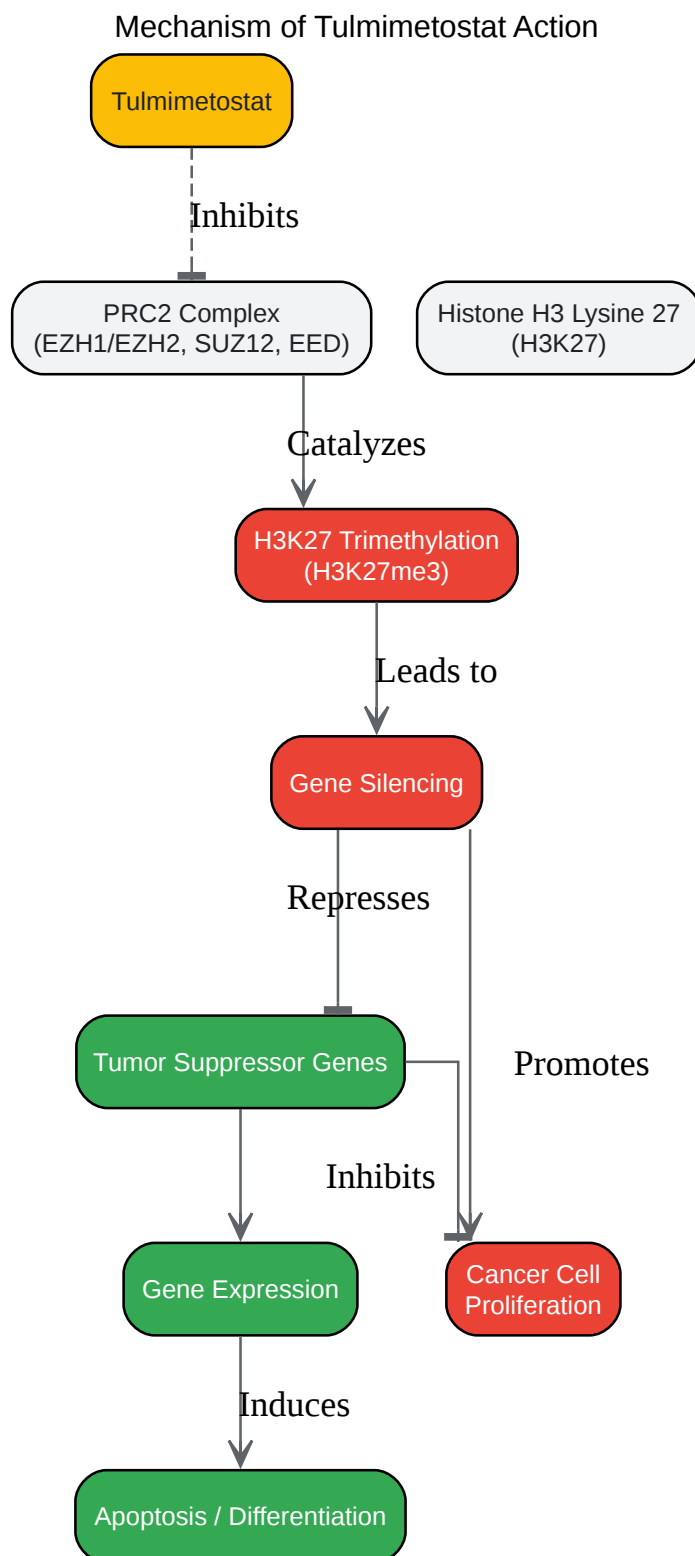 Mechanism of Tulmimetostat Action
Tulmimetostat
Inhibits
PRC2 Complex
(EZH1/EZH2, SUZ12, EED)
Histone H3 Lysine 27
(H3K27)
Catalyzes
H3K27 Trimethylation
(H3K27me3)
Leads to
Gene Silencing
Represses
Tumor Suppressor Genes
Promotes
Inhibits
Gene Expression
Cancer Cell
Proliferation
Induces
Apoptosis / Differentiation